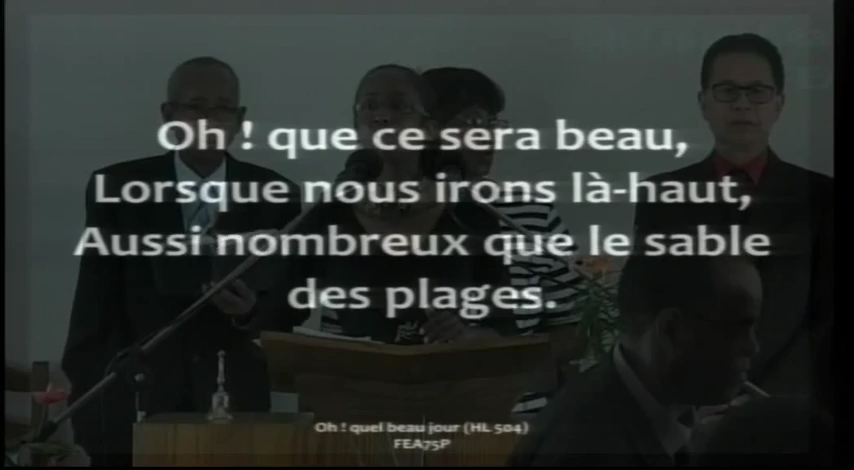 Oh ! que ce sera beau,
Lorsque nous irons là-haut,
Aussi nombreux que le sable
des plages.
Oh ! quel beau jour (HL 504)
FEA75P